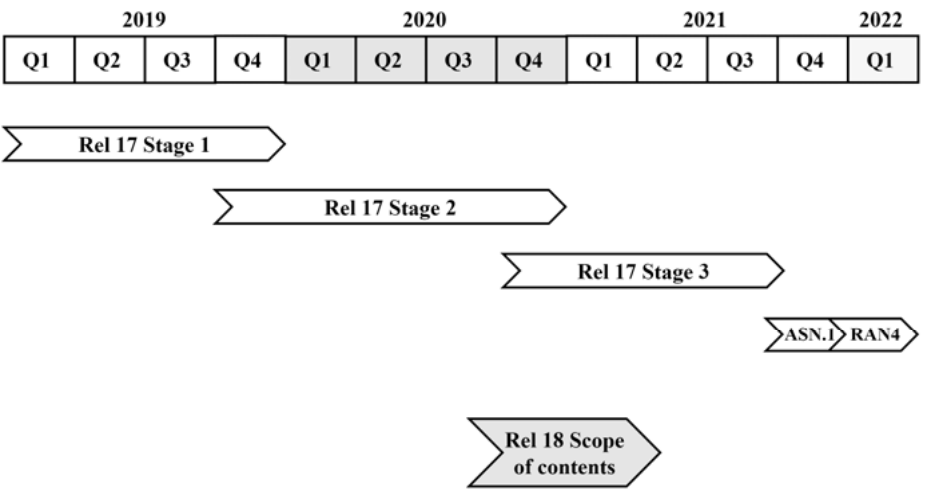 2019 2020 2021 2022
Q1 Q2 Q3 Q4 Q1 Q2 Q3 Q4 Q1 Q2 Q3 Q4 Q1
Rel 17 Stage 1
Rel 17 Stage 2
Rel 17 Stage 3
ASN.1 RAN4
Rel 18 Scope
of contents